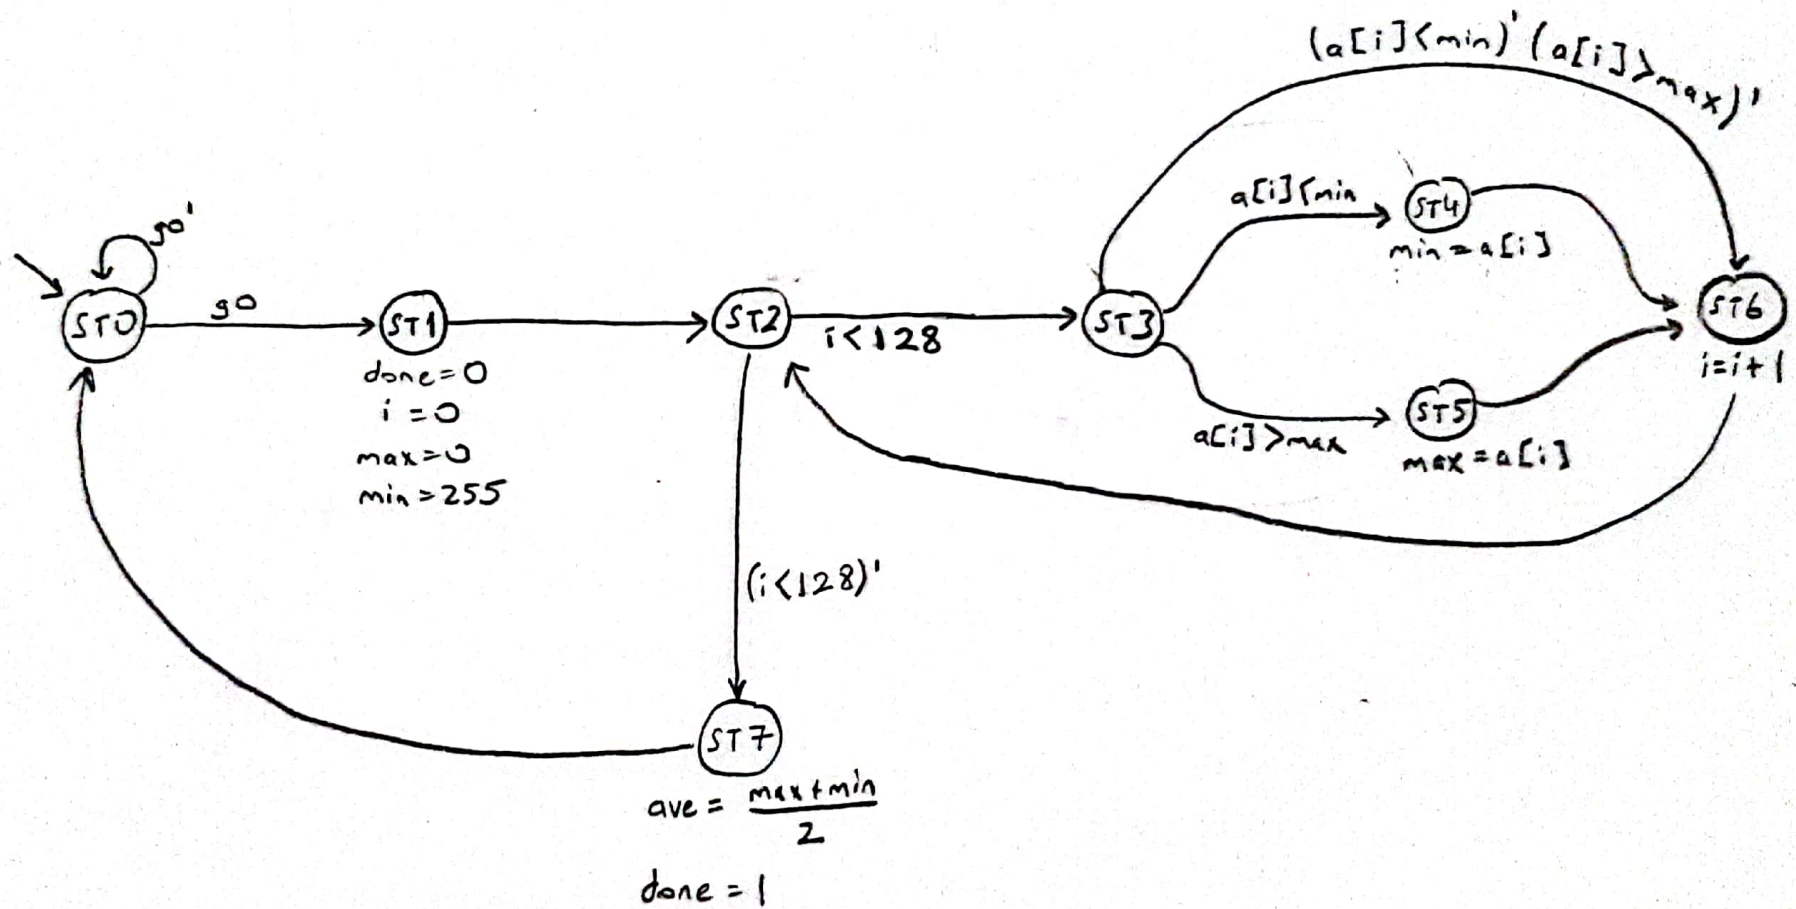 (a[i]<min)' (a[i]>max)'
go'
a[i]<min
ST4
min=a[i]
ST0
go
ST1
ST2
i<128
ST3
ST6
i=i+1
done=0
i=0
max=0
min=255
a[i]>max
ST5
max=a[i]
(i<128)'
ST7
ave = max+min
2
done = 1